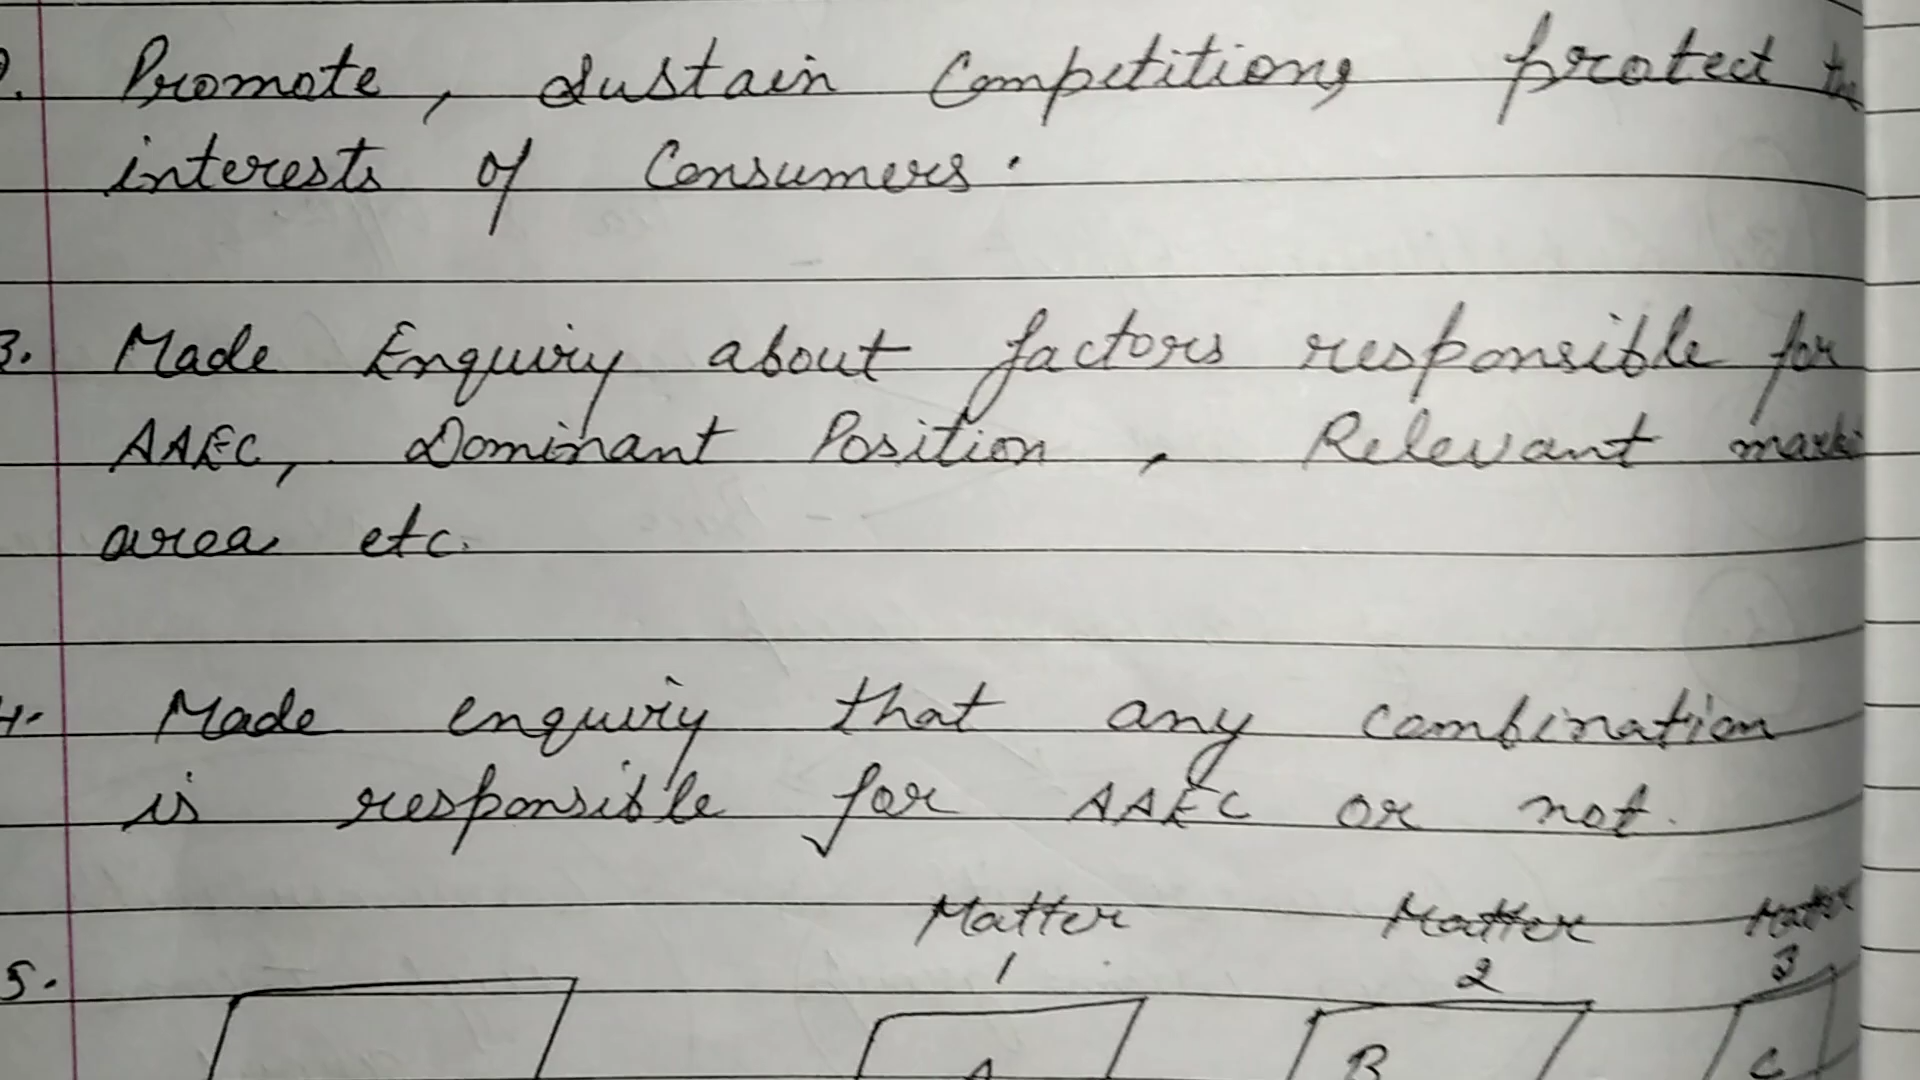 Promote, sustain Competitions, protect the
interests of Consumers.
3. Made Enquiry about factors responsible for
AAEC, Dominant Position, Relevant
area etc.
4. Made enquiry that any combination
is responsible for AAEC or not.
Matter Matter Matter
1 2 3
5.
A B C